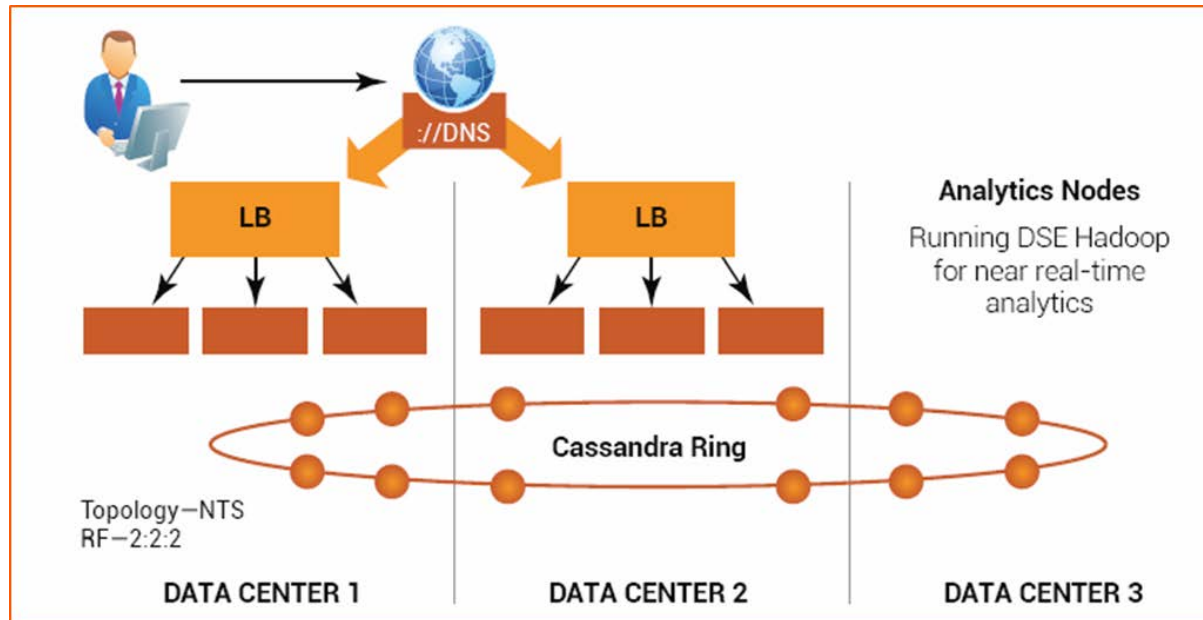 ://DNS
LB
LB
Analytics Nodes
Running DSE Hadoop
for near real-time
analytics
Cassandra Ring
Topology—NTS
RF—2:2:2
DATA CENTER 1
DATA CENTER 2
DATA CENTER 3